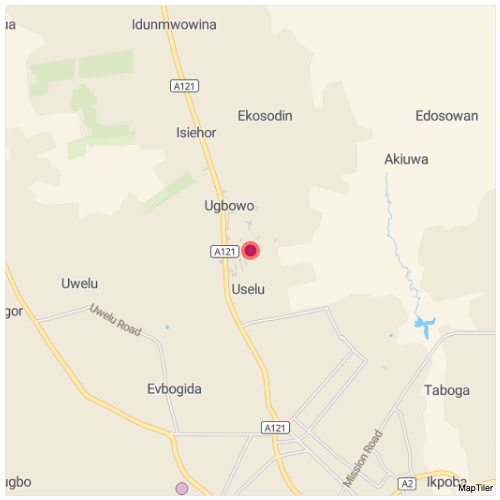 ua
Idunmwowina
A121
Ekosodin
Edosowan
Isiehor
Akiuwa
Ugbowo
A121
Uwelu
Uselu
gor
Uwelu Road
Evbogida
Taboga
A121
Mission Road
ugbo
A2
Ikpoba
MapTiler